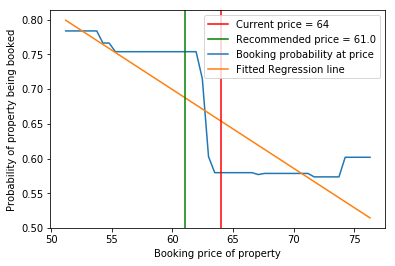 0.80
0.75
0.70
0.65
0.60
0.55
0.50
Probability of property being booked
Current price = 64
Recommended price = 61.0
Booking probability at price
Fitted Regression line
50
55
60
65
70
75
Booking price of property